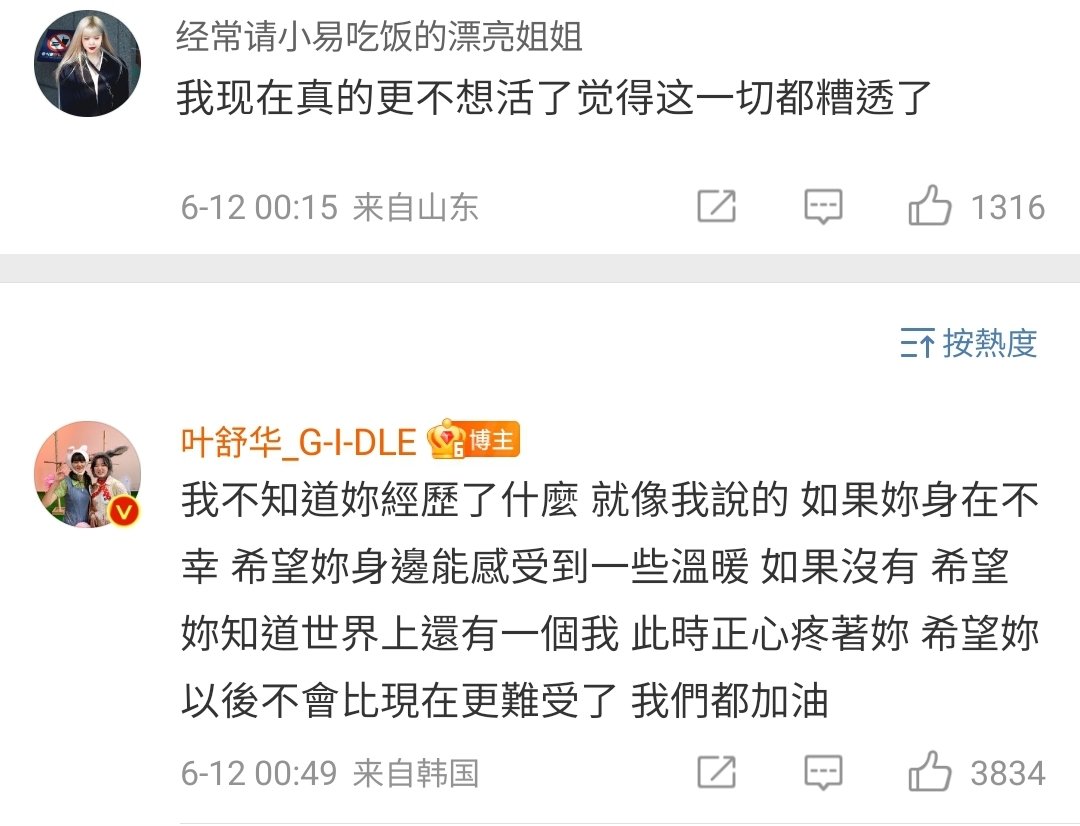 经常请小易吃饭的漂亮姐姐
我现在真的更不想活了觉得这一切都糟透了
6-12 00:15 来自山东
1316
按熱度
叶舒华_G-I-DLE 6 博主
我不知道妳經歷了什麼 就像我說的 如果妳身在不
幸 希望妳身邊能感受到一些溫暖 如果沒有 希望
妳知道世界上還有一個我 此時正心疼著妳 希望妳
以後不會比現在更難受了 我們都加油
6-12 00:49 来自韩国
3834